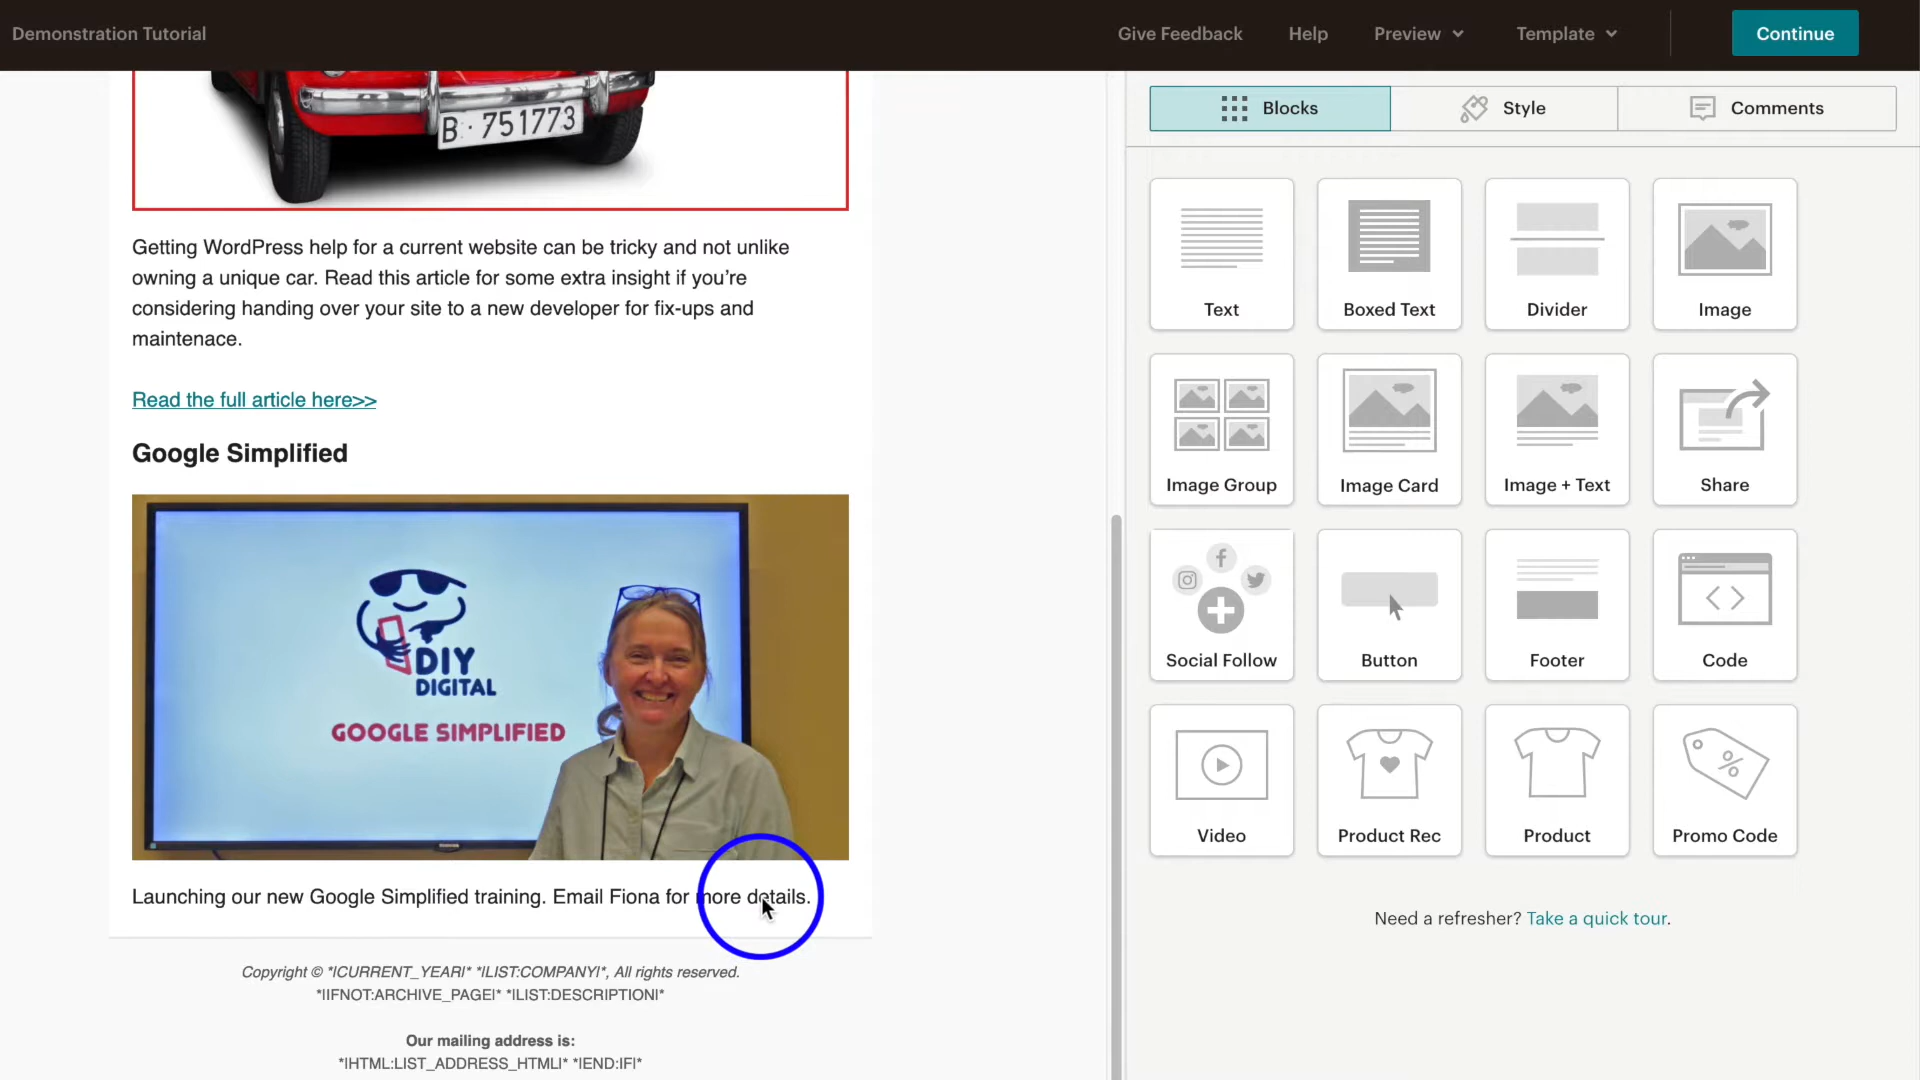 Demonstration Tutorial
Give Feedback
Help
Preview
Template
Continue
B·751773
Getting WordPress help for a current website can be tricky and not unlike
owning a unique car. Read this article for some extra insight if you’re
considering handing over your site to a new developer for fix-ups and
maintenace.
Read the full article here>>
Google Simplified
DIY
DIGITAL
GOOGLE SIMPLIFIED
Launching our new Google Simplified training. Email Fiona for more details.
Copyright © *|CURRENT_YEAR|* *|LIST:COMPANY|*, All rights reserved.
*|IFNOT:ARCHIVE_PAGE|* *|LIST:DESCRIPTION|*
Our mailing address is:
*|HTML:LIST_ADDRESS_HTML|* *|END:IF|*
Blocks
Style
Comments
Text
Boxed Text
Divider
Image
Image Group
Image Card
Image + Text
Share
Social Follow
Button
Footer
Code
Video
Product Rec
Product
Promo Code
Need a refresher? Take a quick tour.